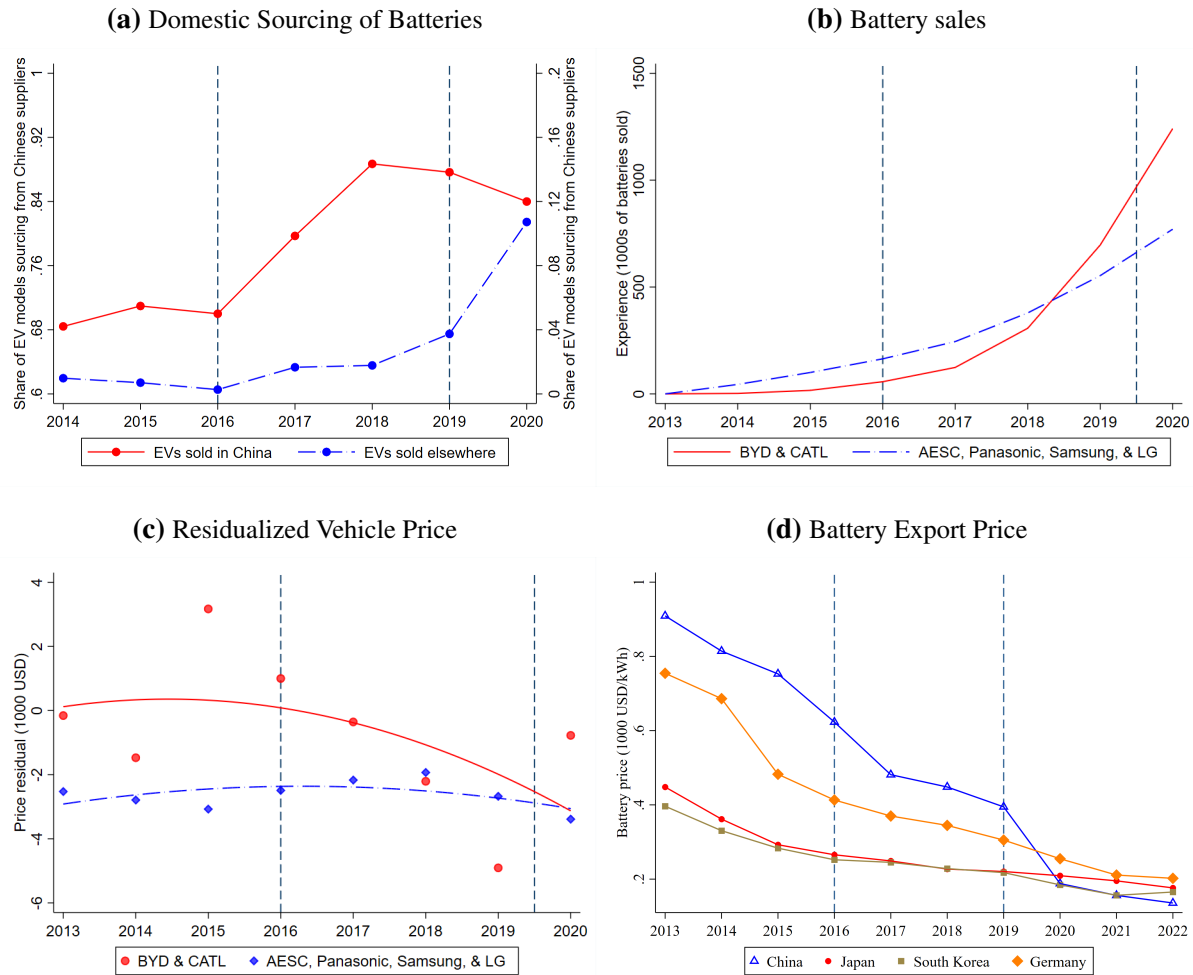 (a) Domestic Sourcing of Batteries
Share of EV models sourcing from Chinese suppliers
.6 .68 .76 .84 .92 1
0 .04 .08 .12 .16 .2
Share of EV models sourcing from Chinese suppliers
2014 2015 2016 2017 2018 2019 2020
EVs sold in China EVs sold elsewhere
(b) Battery sales
Experience (1000s of batteries sold)
0 500 1000 1500
2013 2014 2015 2016 2017 2018 2019 2020
BYD & CATL AESC, Panasonic, Samsung, & LG
(c) Residualized Vehicle Price
Price residual (1000 USD)
-6 -4 -2 0 2 4
2013 2014 2015 2016 2017 2018 2019 2020
BYD & CATL AESC, Panasonic, Samsung, & LG
(d) Battery Export Price
Battery price (1000 USD/kWh)
.2 .4 .6 .8 1
2013 2014 2015 2016 2017 2018 2019 2020 2021 2022
China Japan South Korea Germany